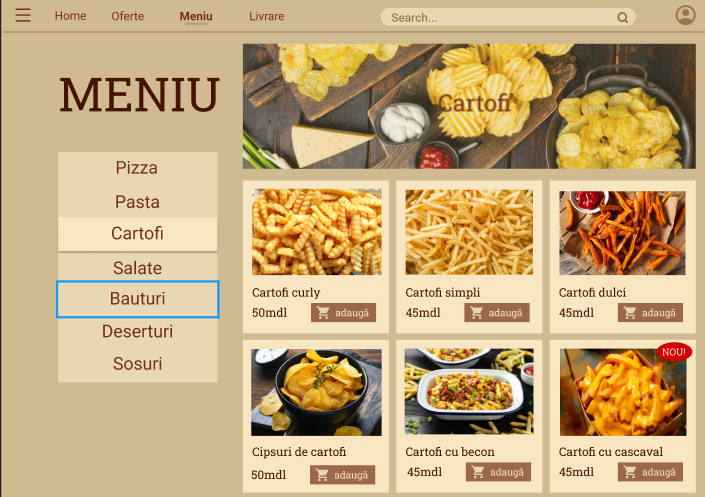 Home Oferte Meniu Livrare Search...
MENIU
Pizza
Pasta
Cartofi
Salate
Bauturi
Deserturi
Sosuri
Cartofi
Cartofi curly
50mdl adaugă
Cartofi simpli
45mdl adaugă
Cartofi dulci
45mdl adaugă
Cipsuri de cartofi
50mdl adaugă
Cartofi cu becon
45mdl adaugă
NOU!
Cartofi cu cascaval
45mdl adaugă